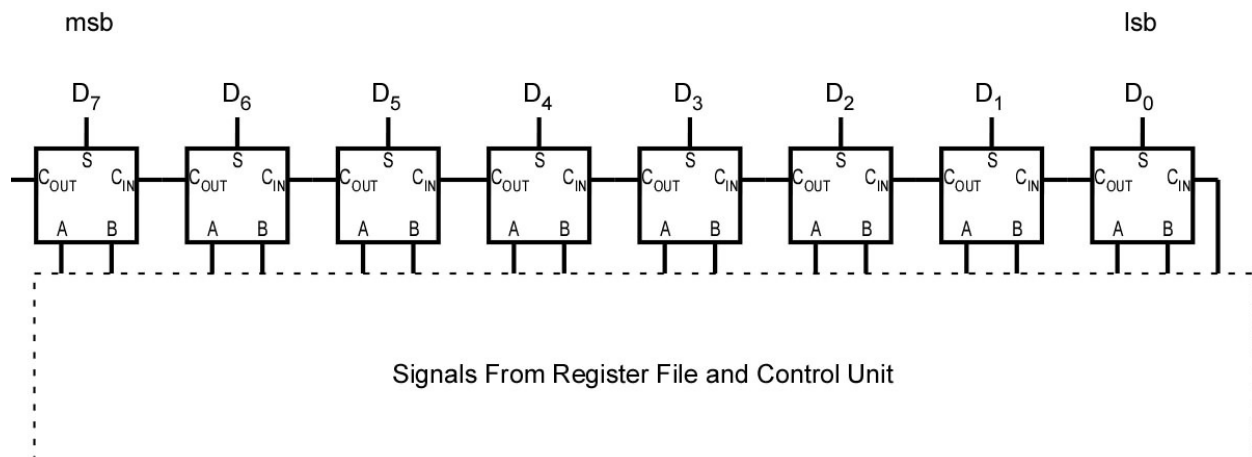 msb lsb
D7 D6 D5 D4 D3 D2 D1 D0
S S S S S S S S
COUT CIN COUT CIN COUT CIN COUT CIN COUT CIN COUT CIN COUT CIN COUT CIN
A B A B A B A B A B A B A B A B
Signals From Register File and Control Unit